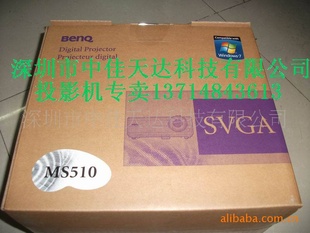 BenQ
Digital Projector
Projecteur digital
Windows 7
深圳市中佳天达科技有限公司
投影机专卖13714843613
SVGA
MS510
alibaba.com.cn